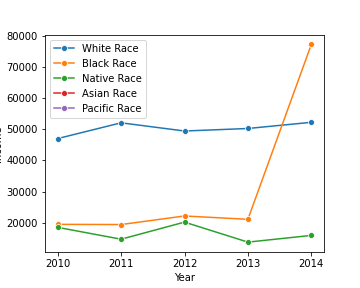 80000
70000
60000
50000
40000
30000
20000
White Race
Black Race
Native Race
Asian Race
Pacific Race
2010 2011 2012 2013 2014
Year